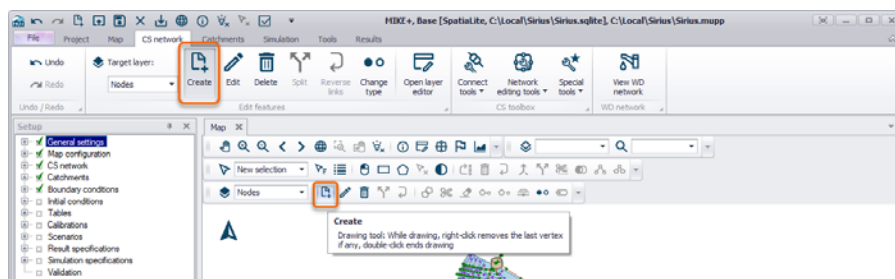 MIKE+, Base [SpatiaLite, C:\Local\Sirius\Sirius.sqlite], C:\Local\Sirius\Sirius.mupp
File Project Map CS network Catchments Simulation Tools Results
Undo Target layer:
Redo Nodes Create Edit Delete Split Reverse links Change type Open layer editor Connect tools Network editing tools Special tools View WD network
Undo / Redo Edit features CS toolbox WD network
Setup Map
General settings
Map configuration
CS network New selection
Catchments
Boundary conditions Nodes
Initial conditions
Tables
Calibrations Create
Scenarios Drawing tool: While drawing, right-click removes the last vertex
Result specifications if any, double-click ends drawing
Simulation specifications
Validation